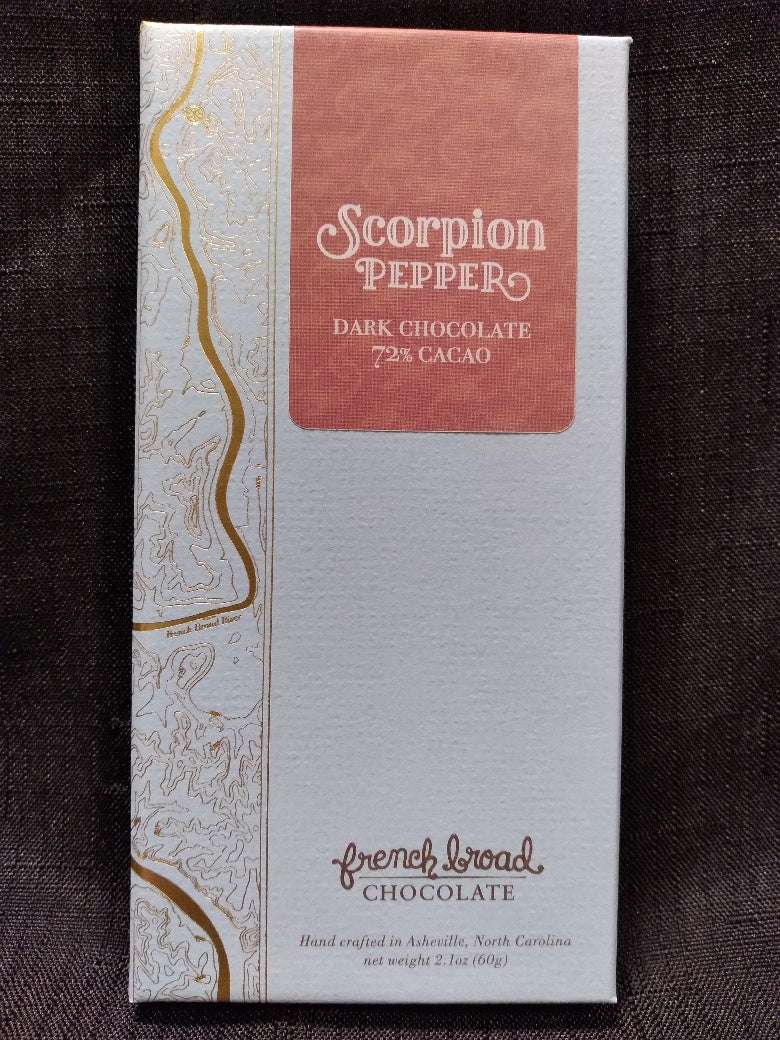 Scorpion
PEPPER
DARK CHOCOLATE
72% CACAO
French Broad River
french broad
CHOCOLATE
Hand crafted in Asheville, North Carolina
net weight 2.1oz (60g)